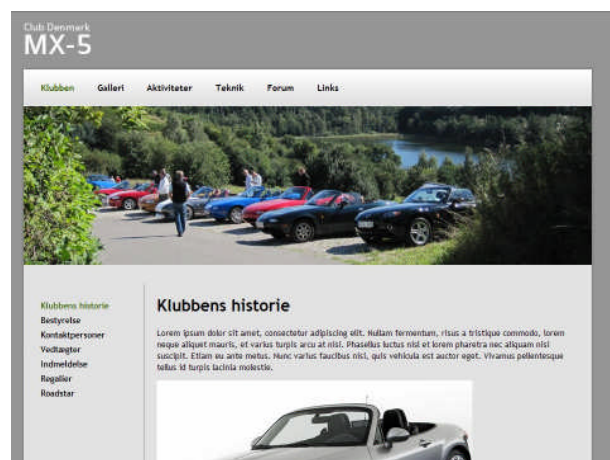 Club Denmark
MX-5
Klubben Galleri Aktiviteter Teknik Forum Links
Klubbens historie
Bestyrelse
Kontaktpersoner
Vedtægter
Indmeldelse
Regalier
Roadstar
Klubbens historie
Lorem ipsum dolor sit amet, consectetur adipiscing elit. Nullam fermentum, risus a tristique commodo, lorem
neque aliquet mauris, et varius turpis arcu at nisl. Phasellus luctus nisl et lorem pharetra nec aliquam nisi
suscipit. Etiam eu ante metus. Nunc varius faucibus nisl, quis vehicula est auctor eget. Vivamus pellentesque
tellus id turpis lacinia molestie.